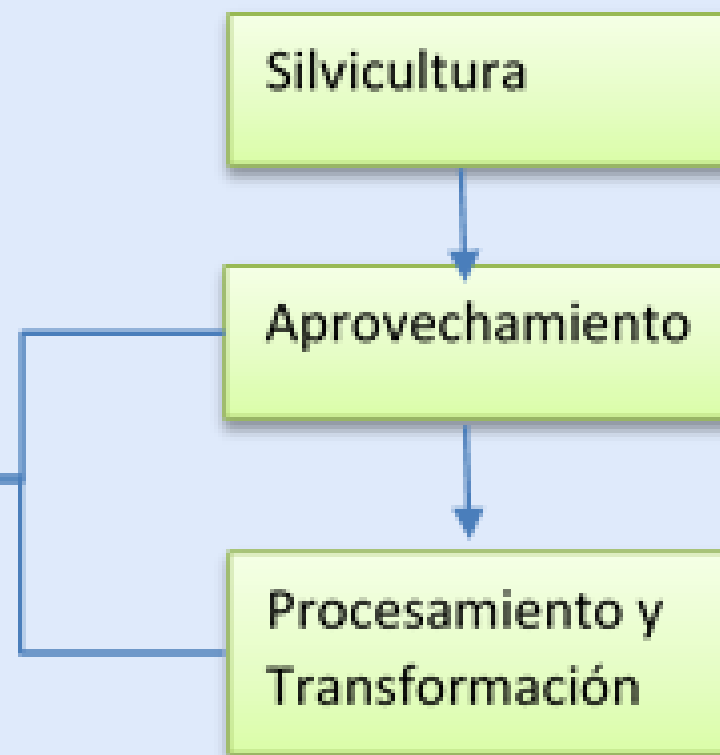 Silvicultura
Aprovechamiento
Procesamiento y
Transformación